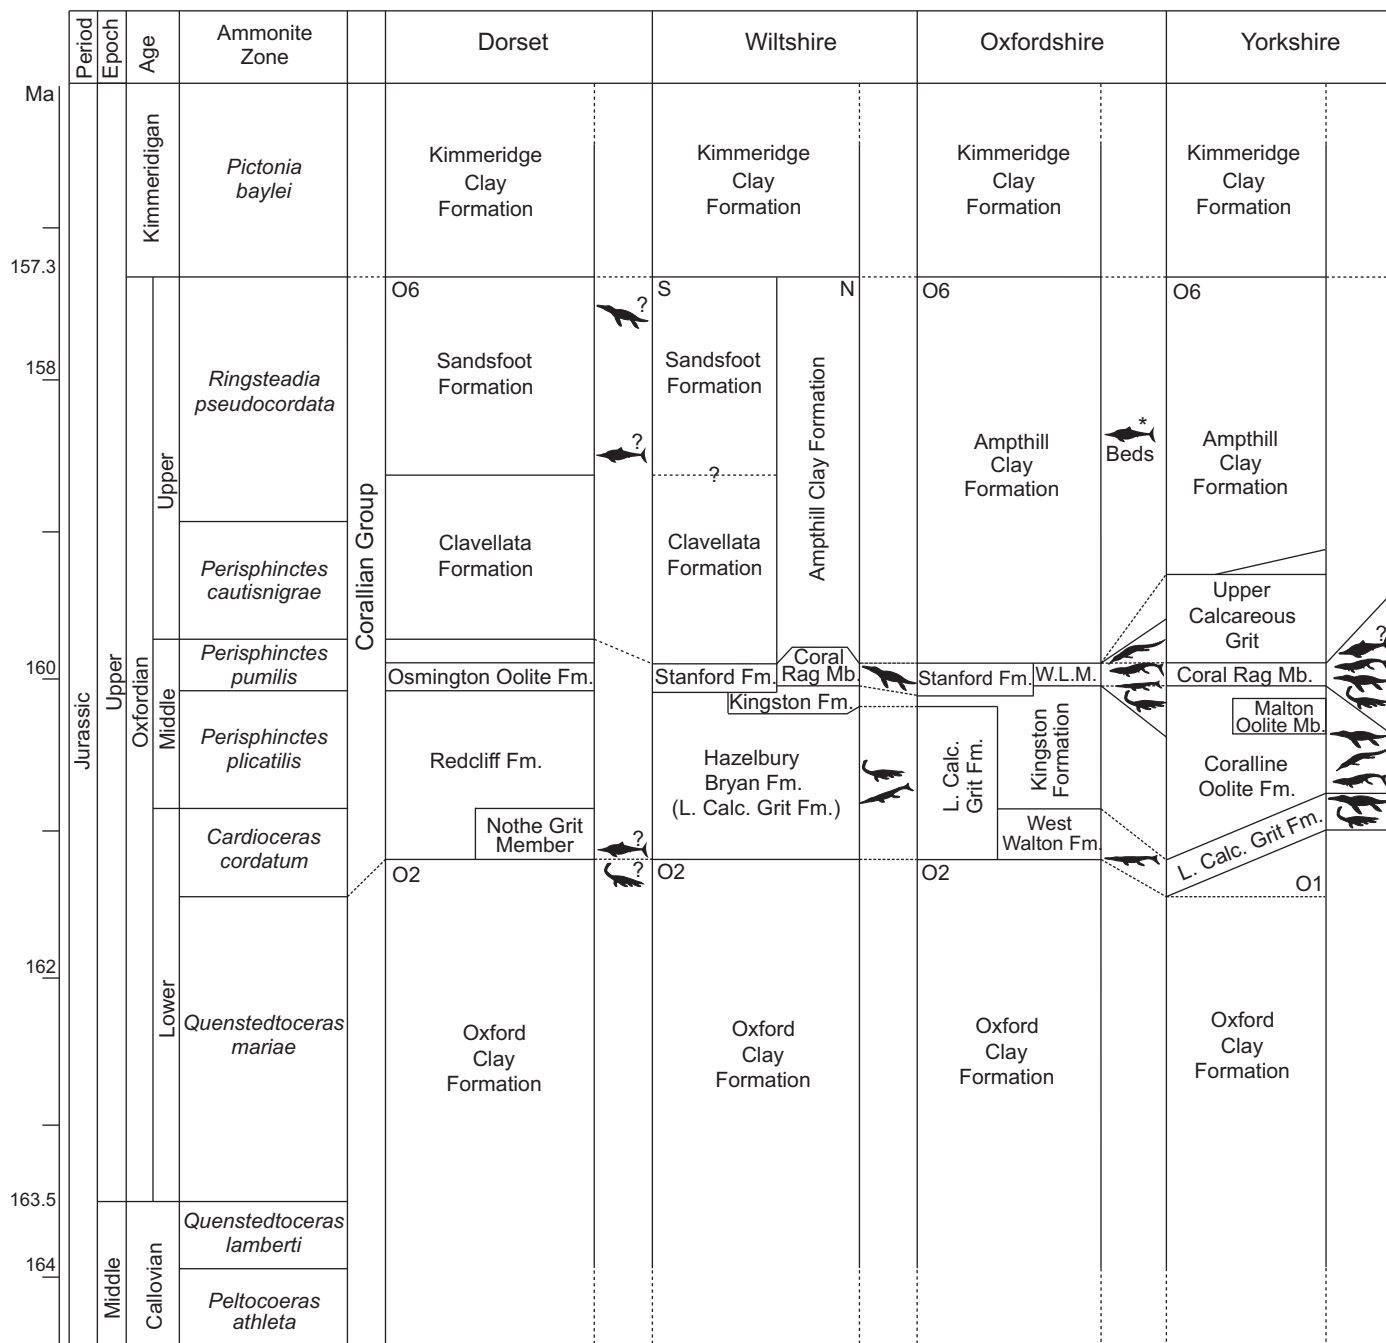 Period
Epoch
Age
Ammonite
Zone
Dorset
Wiltshire
Oxfordshire
Yorkshire
Ma
157.3
158
160
162
163.5
164
Jurassic
Upper
Middle
Kimmeridigan
Oxfordian
Callovian
Upper
Middle
Lower
Pictonia
baylei
Ringsteadia
pseudocordata
Perisphinctes
cautisnigrae
Perisphinctes
pumilis
Perisphinctes
plicatilis
Cardioceras
cordatum
Quenstedtoceras
mariae
Quenstedtoceras
lamberti
Peltocoeras
athleta
Corallian Group
Kimmeridge
Clay
Formation
O6
Sandsfoot
Formation
Clavellata
Formation
Osmington Oolite Fm.
Redcliff Fm.
Nothe Grit
Member
O2
Oxford
Clay
Formation
?
?
?
?
Kimmeridge
Clay
Formation
S
N
Sandsfoot
Formation
?
Clavellata
Formation
Ampthill Clay Formation
Coral
Rag Mb.
Stanford Fm.
Kingston Fm.
Hazelbury
Bryan Fm.
(L. Calc. Grit Fm.)
O2
Oxford
Clay
Formation
Kimmeridge
Clay
Formation
O6
Ampthill
Clay
Formation
*
Beds
Stanford Fm.
W.L.M.
L. Calc.
Grit Fm.
Kingston
Formation
West
Walton Fm.
O2
Oxford
Clay
Formation
Kimmeridge
Clay
Formation
O6
Ampthill
Clay
Formation
Upper
Calcareous
Grit
Coral Rag Mb.
Malton
Oolite Mb.
Coralline
Oolite Fm.
L. Calc. Grit Fm.
O1
Oxford
Clay
Formation
?